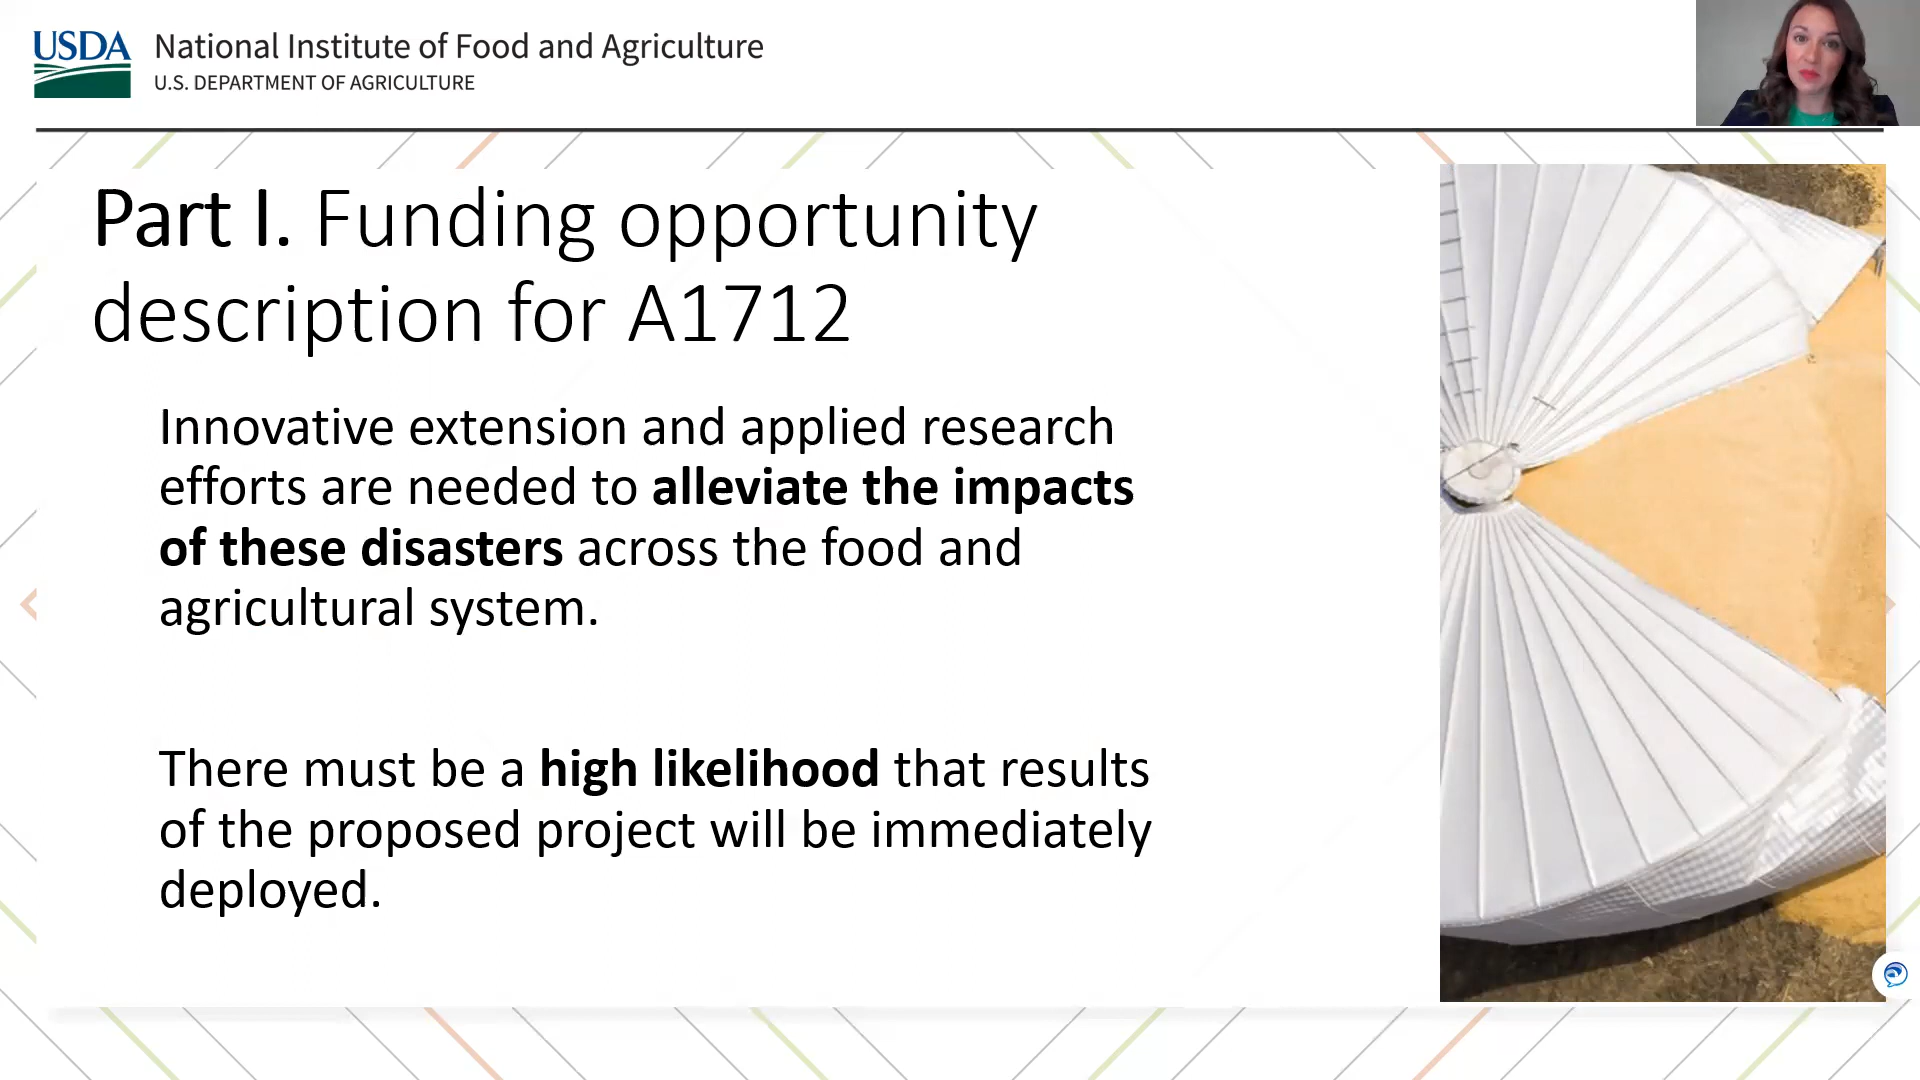 USDA
National Institute of Food and Agriculture
U.S. DEPARTMENT OF AGRICULTURE
Part I. Funding opportunity
description for A1712
Innovative extension and applied research
efforts are needed to alleviate the impacts
of these disasters across the food and
agricultural system.
There must be a high likelihood that results
of the proposed project will be immediately
deployed.